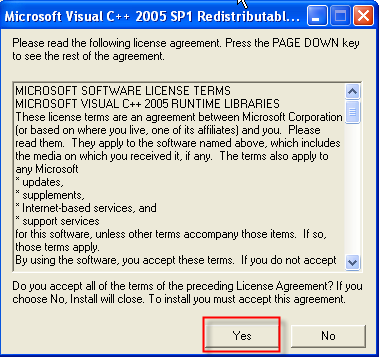 Microsoft Visual C++ 2005 SP1 Redistributabl...
Please read the following license agreement. Press the PAGE DOWN key
to see the rest of the agreement.
MICROSOFT SOFTWARE LICENSE TERMS
MICROSOFT VISUAL C++ 2005 RUNTIME LIBRARIES
These license terms are an agreement between Microsoft Corporation
(or based on where you live, one of its affiliates) and you. Please
read them. They apply to the software named above, which includes
the media on which you received it, if any. The terms also apply to
any Microsoft
* updates,
* supplements,
* Internet-based services, and
* support services
for this software, unless other terms accompany those items. If so,
those terms apply.
By using the software, you accept these terms. If you do not accept
Do you accept all of the terms of the preceding License Agreement? If you
choose No, Install will close. To install you must accept this agreement.
Yes
No